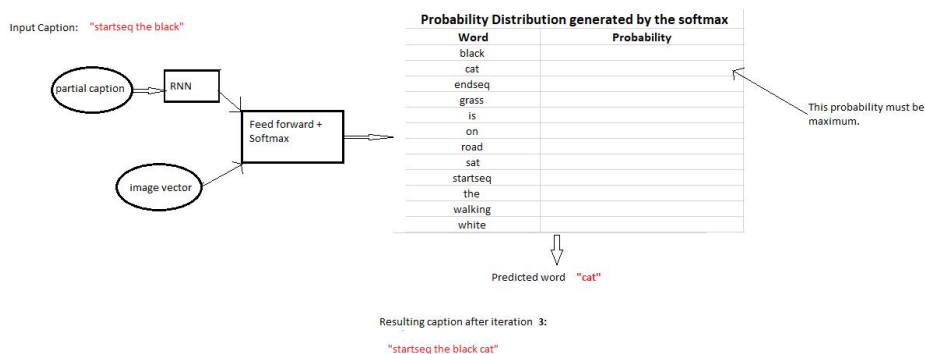 Input Caption: "startseq the black"
partial caption
RNN
Feed forward +
Softmax
image vector
Probability Distribution generated by the softmax
Word Probability
black
cat
endseq
grass
is
on
road
sat
startseq
the
walking
white
This probability must be
maximum.
Predicted word "cat"
Resulting caption after iteration 3:
"startseq the black cat"